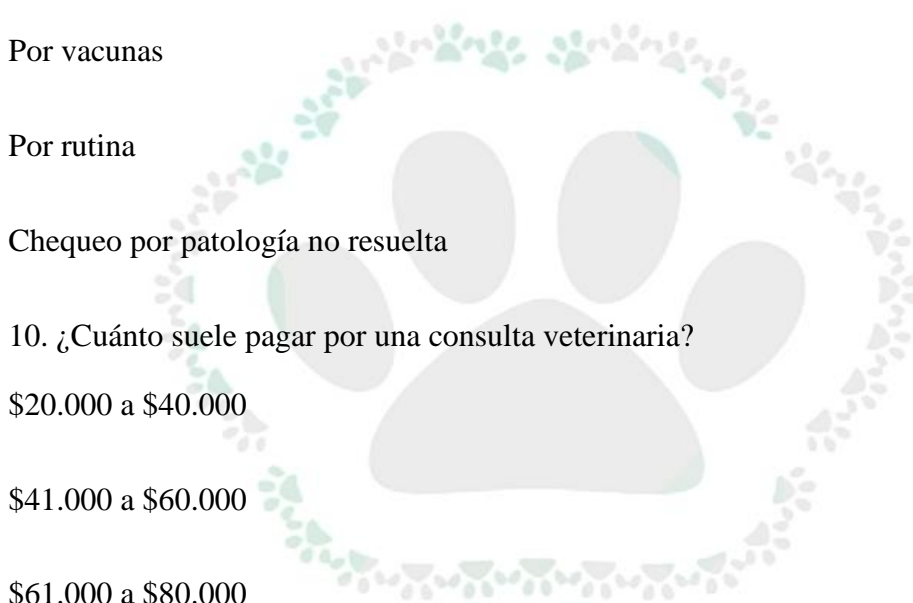 Por vacunas
Por rutina
Chequeo por patología no resuelta
10. ¿Cuánto suele pagar por una consulta veterinaria?
$20.000 a $40.000
$41.000 a $60.000
$61.000 a $80.000